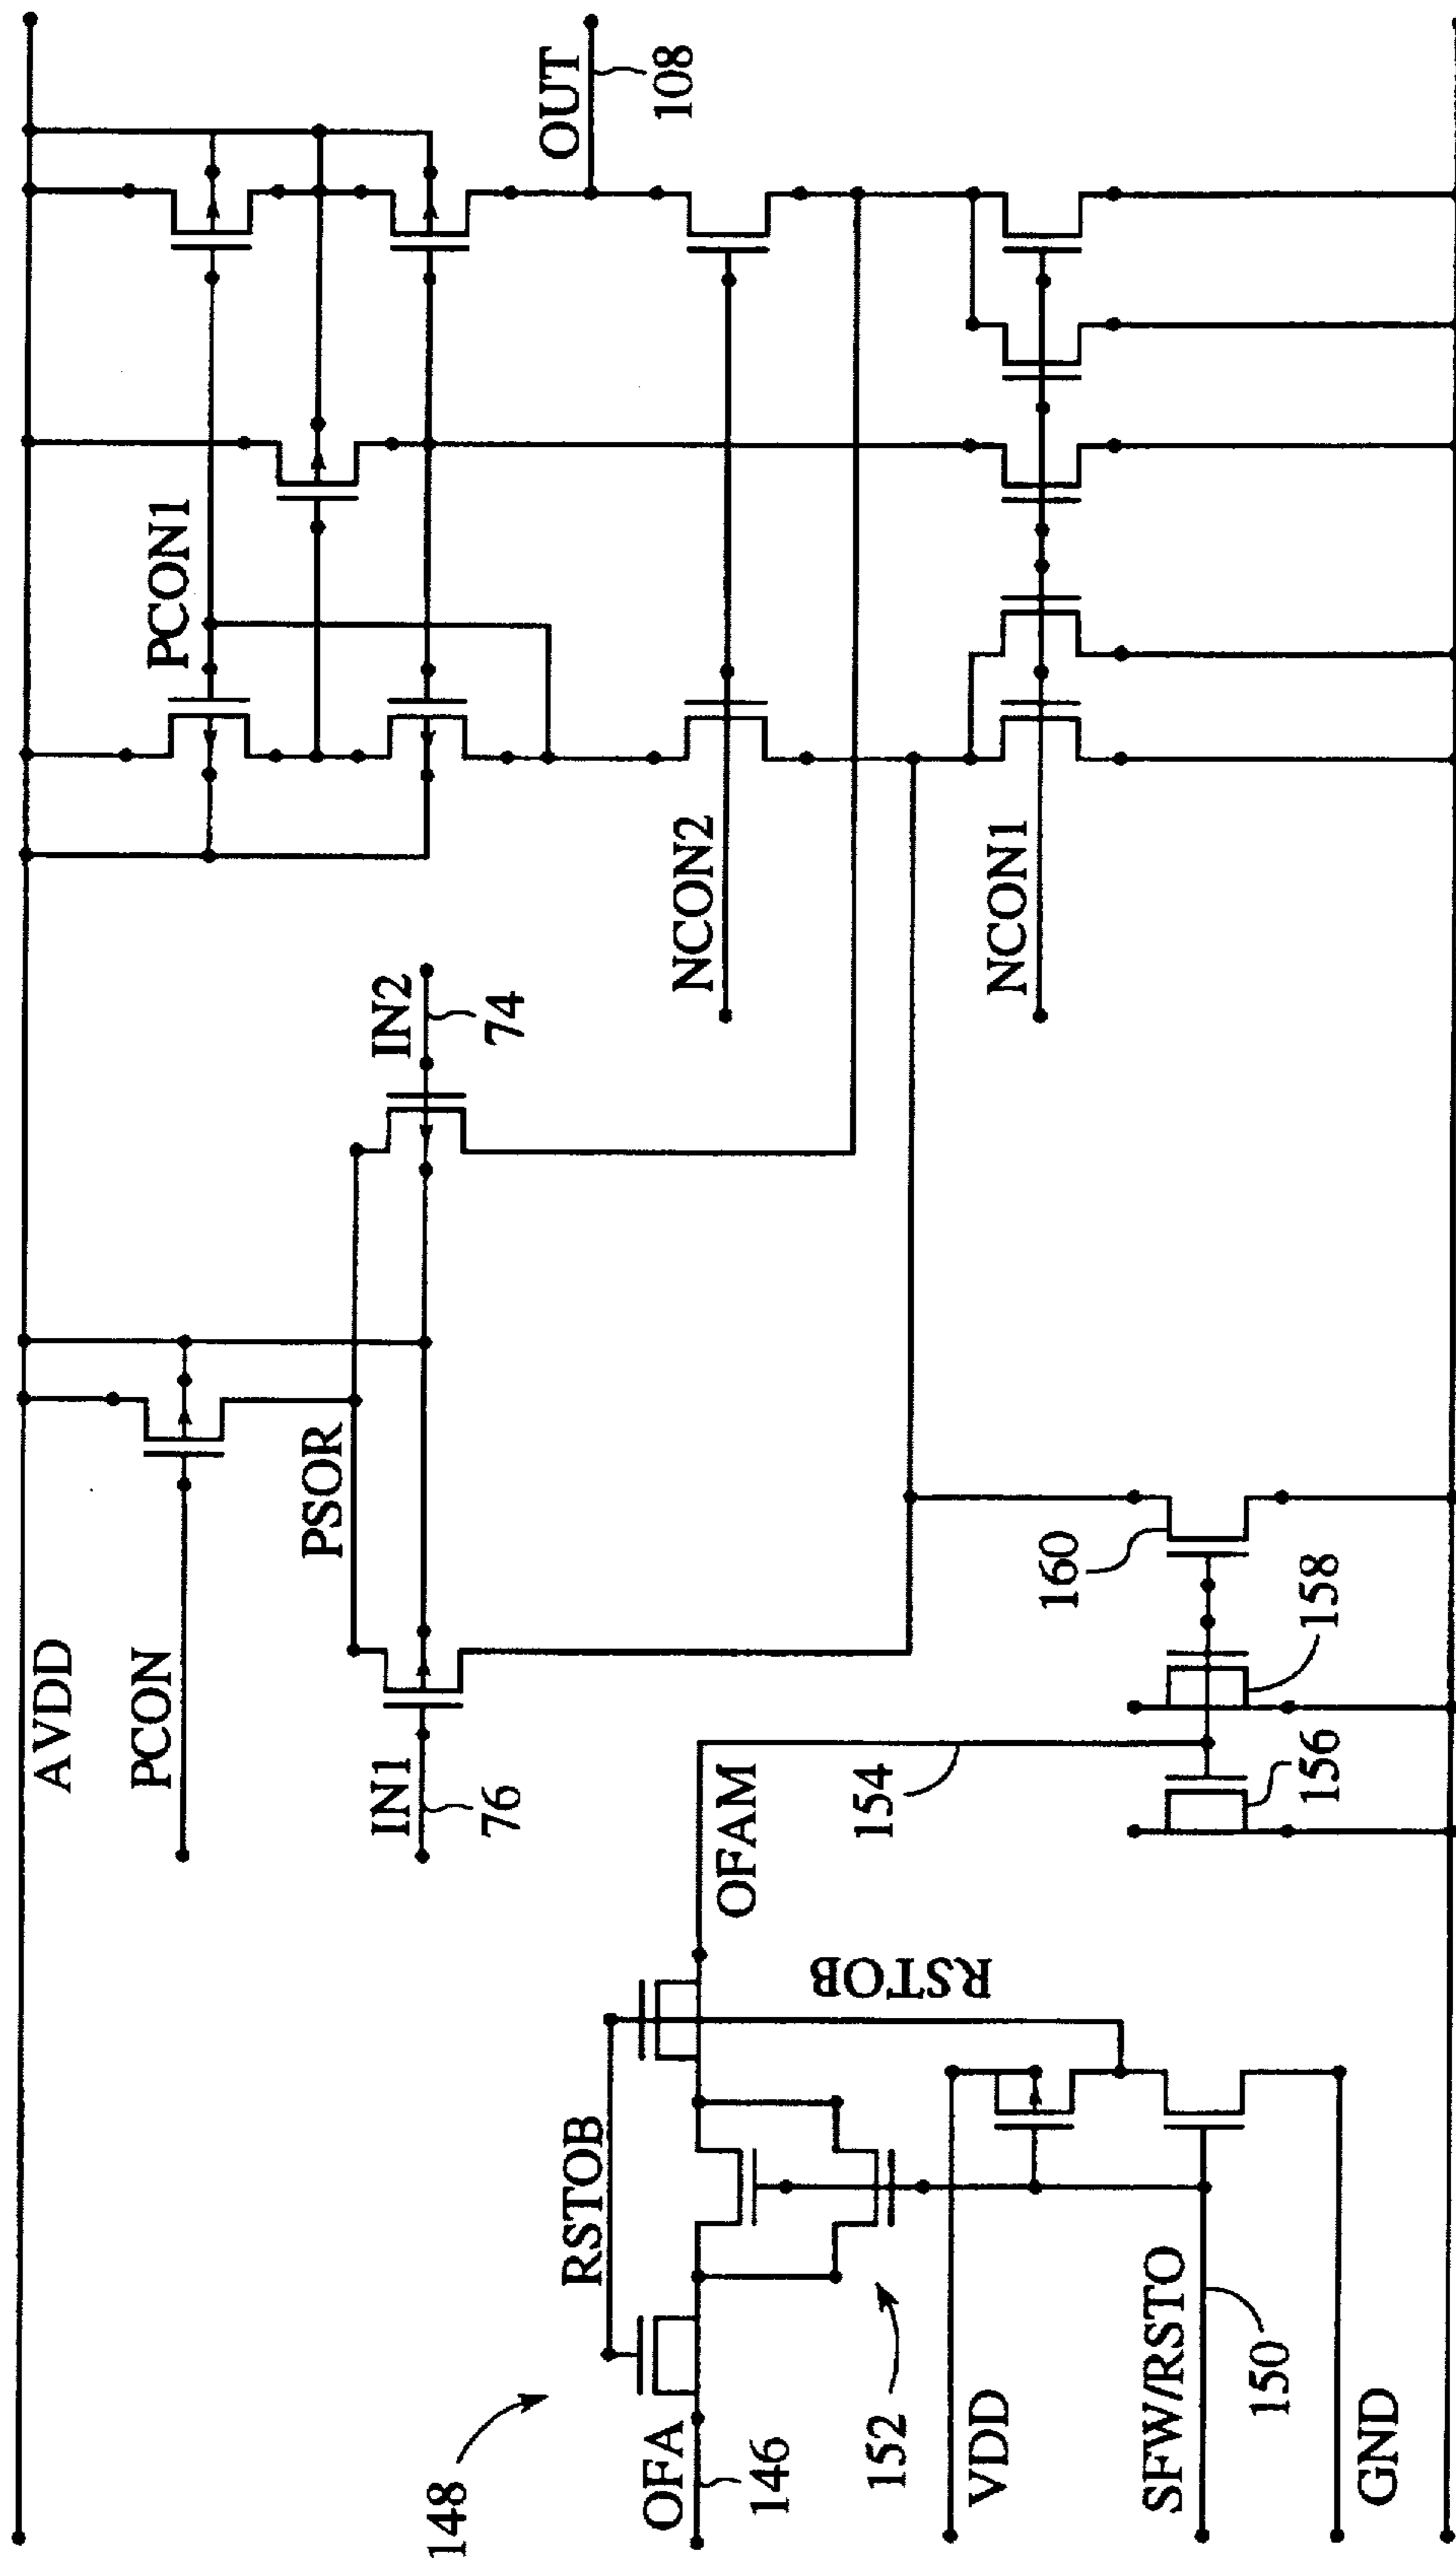 AVDD
PCON
PCON1
PSOR
IN1
76
IN2
74
OUT
108
148
RSTOB
OFA
146
OFAM
NCON2
152
RSTOB
154
VDD
NCON1
160
SFW/RSTO
150
156
158
GND